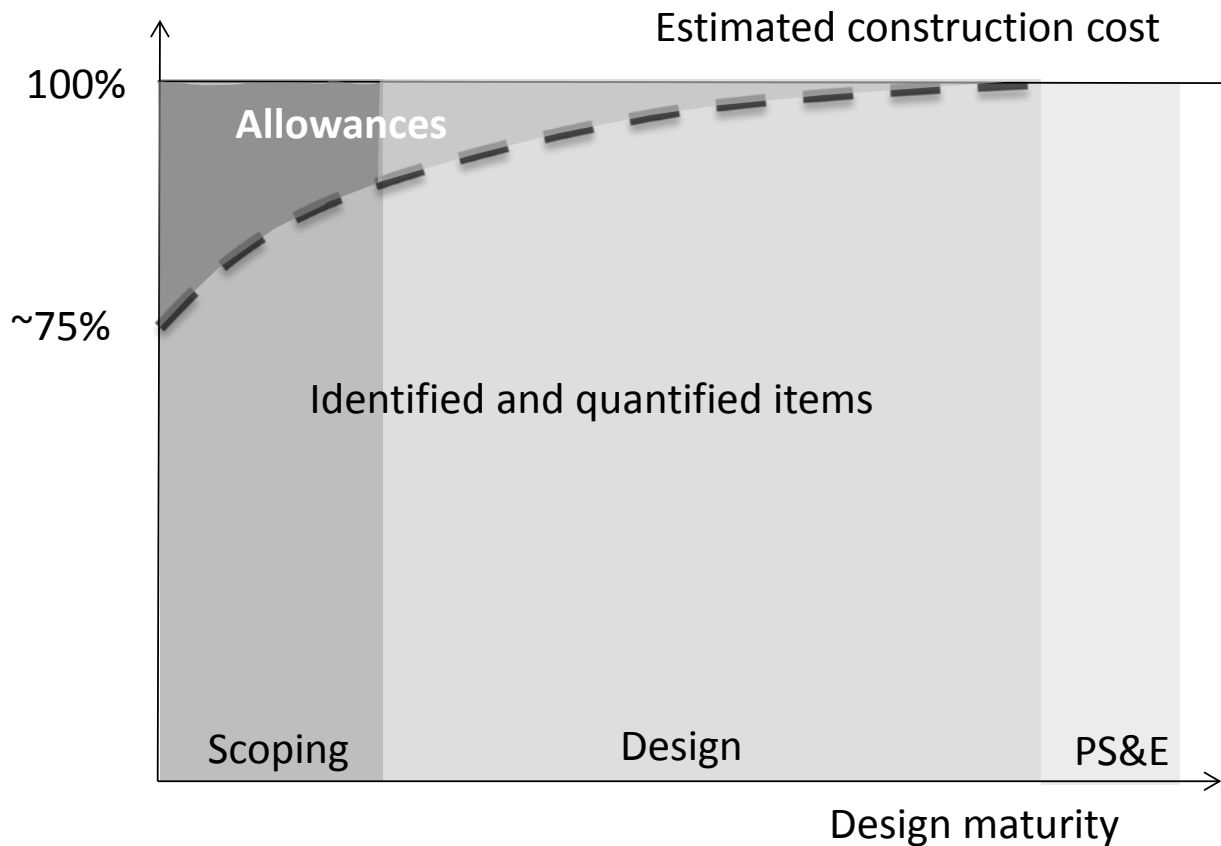 Estimated construction cost
100%
Allowances
~75%
Identified and quantified items
Scoping
Design
PS&E
Design maturity